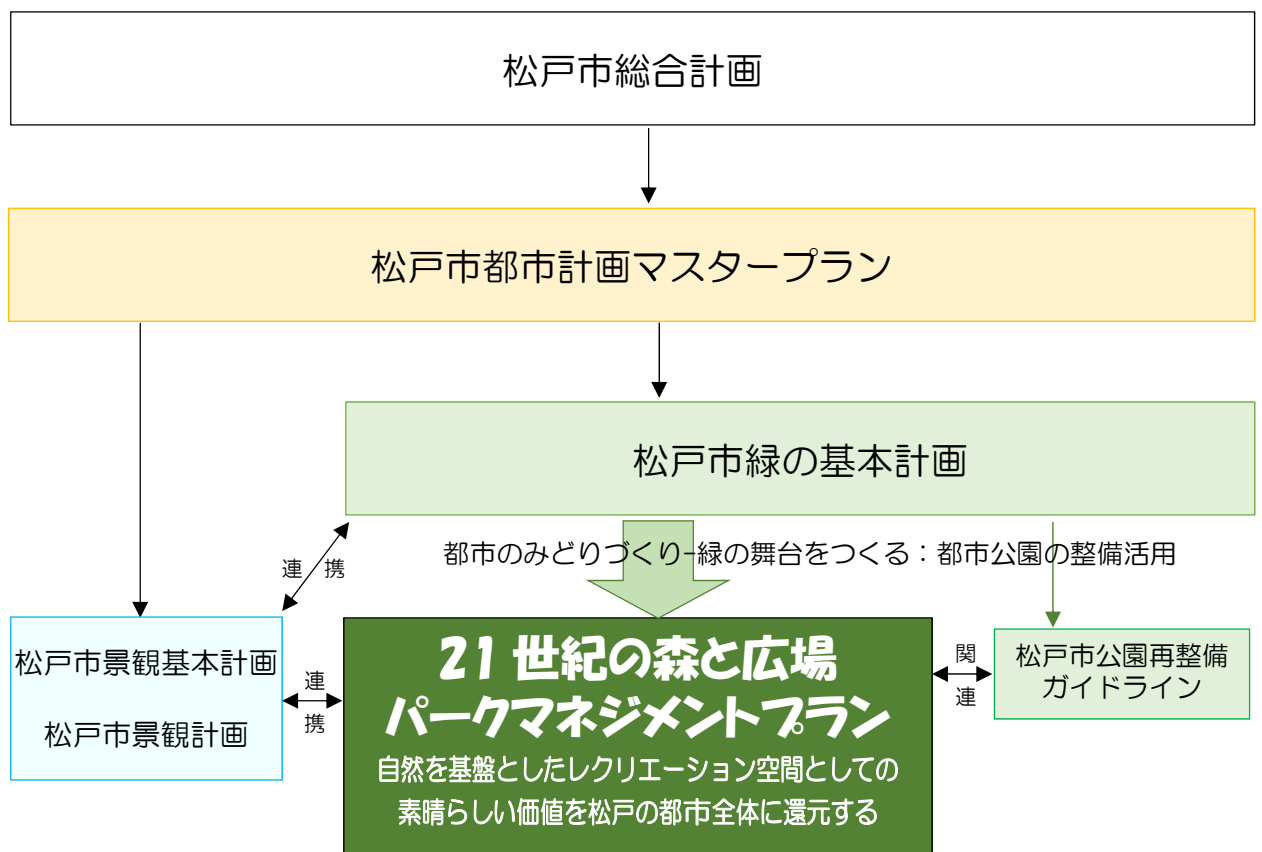 松戸市総合計画
松戸市都市計画マスタープラン
松戸市緑の基本計画
都市のみどりづくり-緑の舞台をつくる：都市公園の整備活用
連 携
松戸市景観基本計画
松戸市景観計画
連
携
21世紀の森と広場
パークマネジメントプラン
自然を基盤としたレクリエーション空間としての
素晴らしい価値を松戸の都市全体に還元する
関
連
松戸市公園再整備
ガイドライン